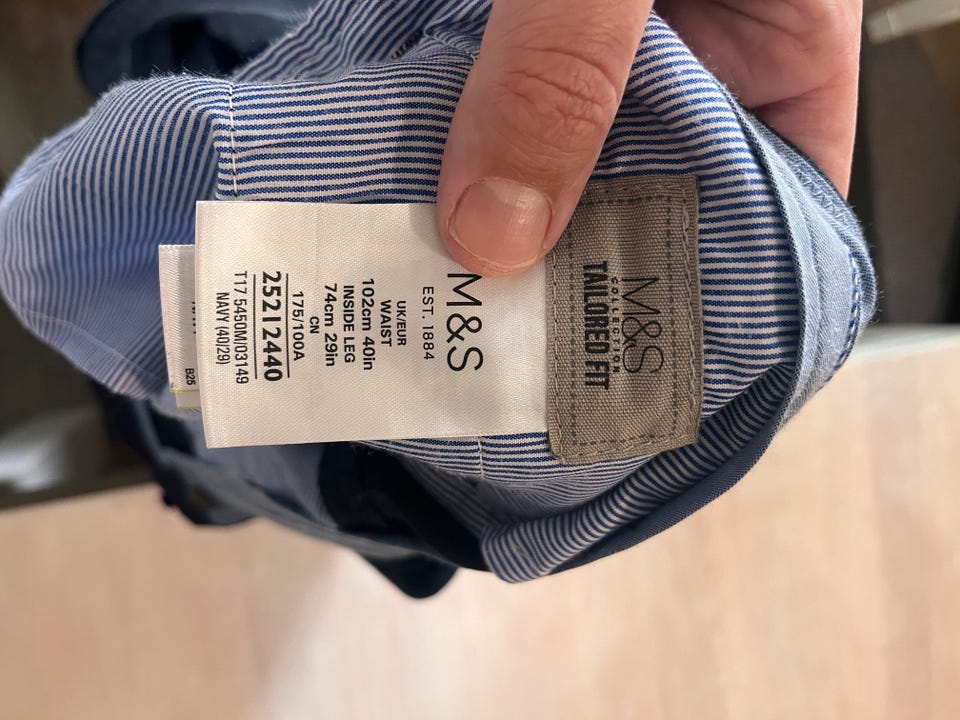 M&S
COLLECTION
TAILORED FIT
M&S
EST. 1884
UK/EUR
WAIST
102cm 40in
INSIDE LEG
74cm 29in
CN
175/100A
25212440
T17 5450M|03149
NAVY (40/29)
B25